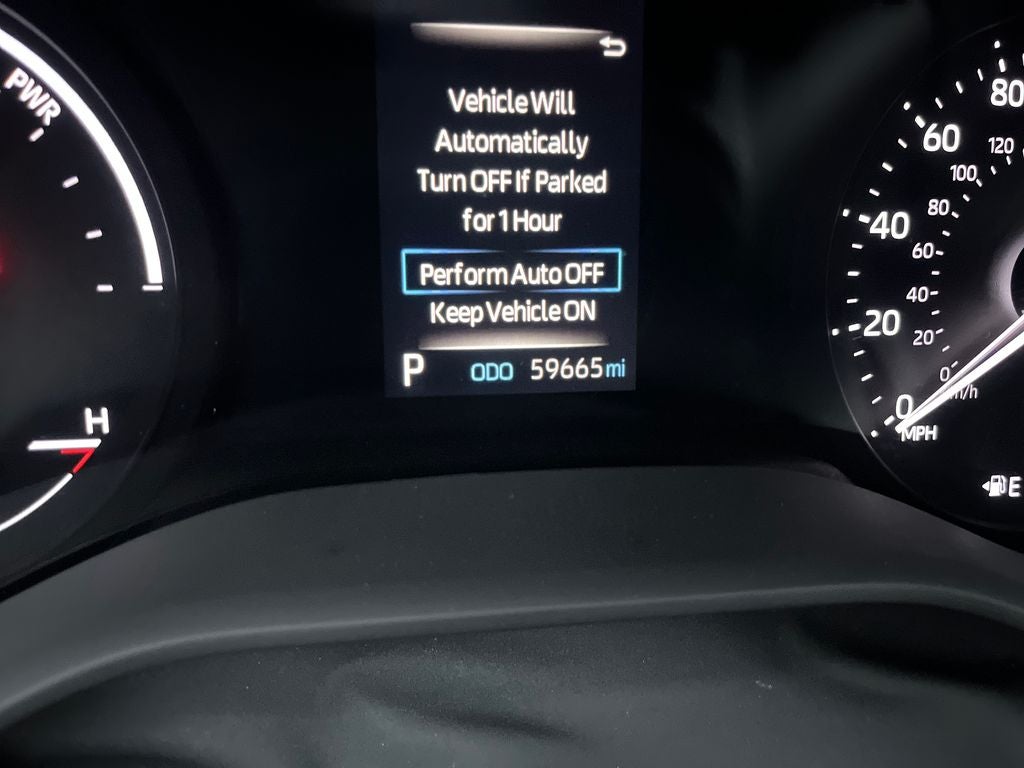 PWR
H
Vehicle Will
Automatically
Turn OFF If Parked
for 1 Hour
Perform Auto OFF
Keep Vehicle ON
P ODO 59665 mi
80
60
40
20
0
MPH
120
100
80
60
40
20
0
E